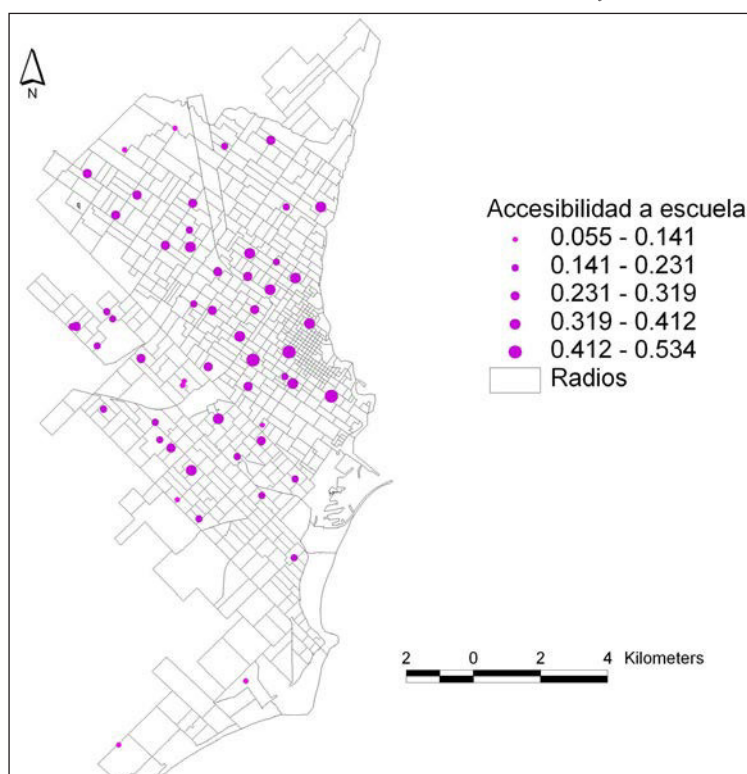 N
Accesibilidad a escuela
0.055 - 0.141
0.141 - 0.231
0.231 - 0.319
0.319 - 0.412
0.412 - 0.534
Radios
2 0 2 4 Kilometers